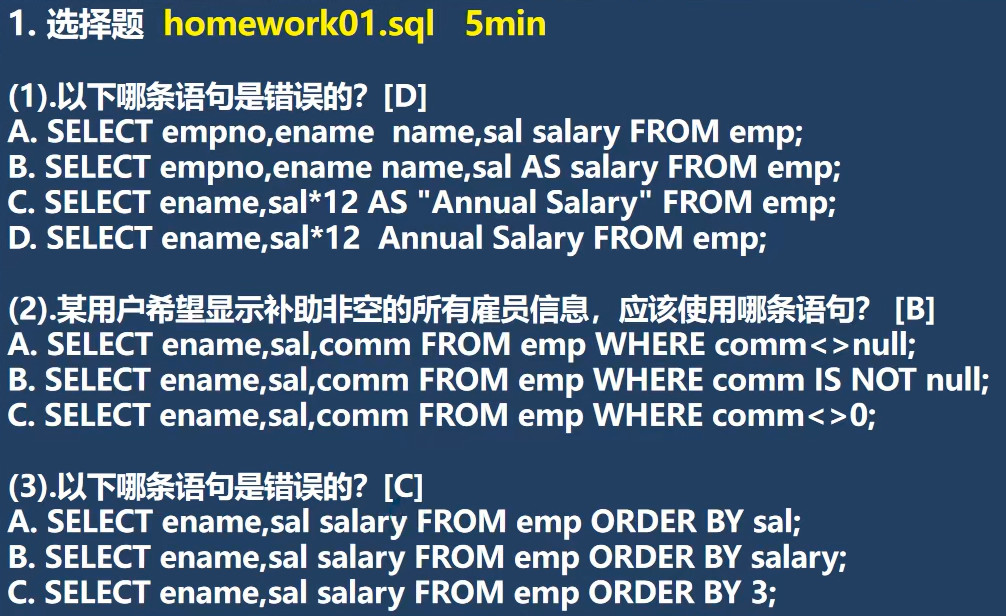 1. 选择题 homework01.sql 5min
(1).以下哪条语句是错误的? [D]
A. SELECT empno,ename name,sal salary FROM emp;
B. SELECT empno,ename name,sal AS salary FROM emp;
C. SELECT ename,sal*12 AS "Annual Salary" FROM emp;
D. SELECT ename,sal*12 Annual Salary FROM emp;
(2).某用户希望显示补助非空的所有雇员信息，应该使用哪条语句? [B]
A. SELECT ename,sal,comm FROM emp WHERE comm<>null;
B. SELECT ename,sal,comm FROM emp WHERE comm IS NOT null;
C. SELECT ename,sal,comm FROM emp WHERE comm<>0;
(3).以下哪条语句是错误的? [C]
A. SELECT ename,sal salary FROM emp ORDER BY sal;
B. SELECT ename,sal salary FROM emp ORDER BY salary;
C. SELECT ename,sal salary FROM emp ORDER BY 3;